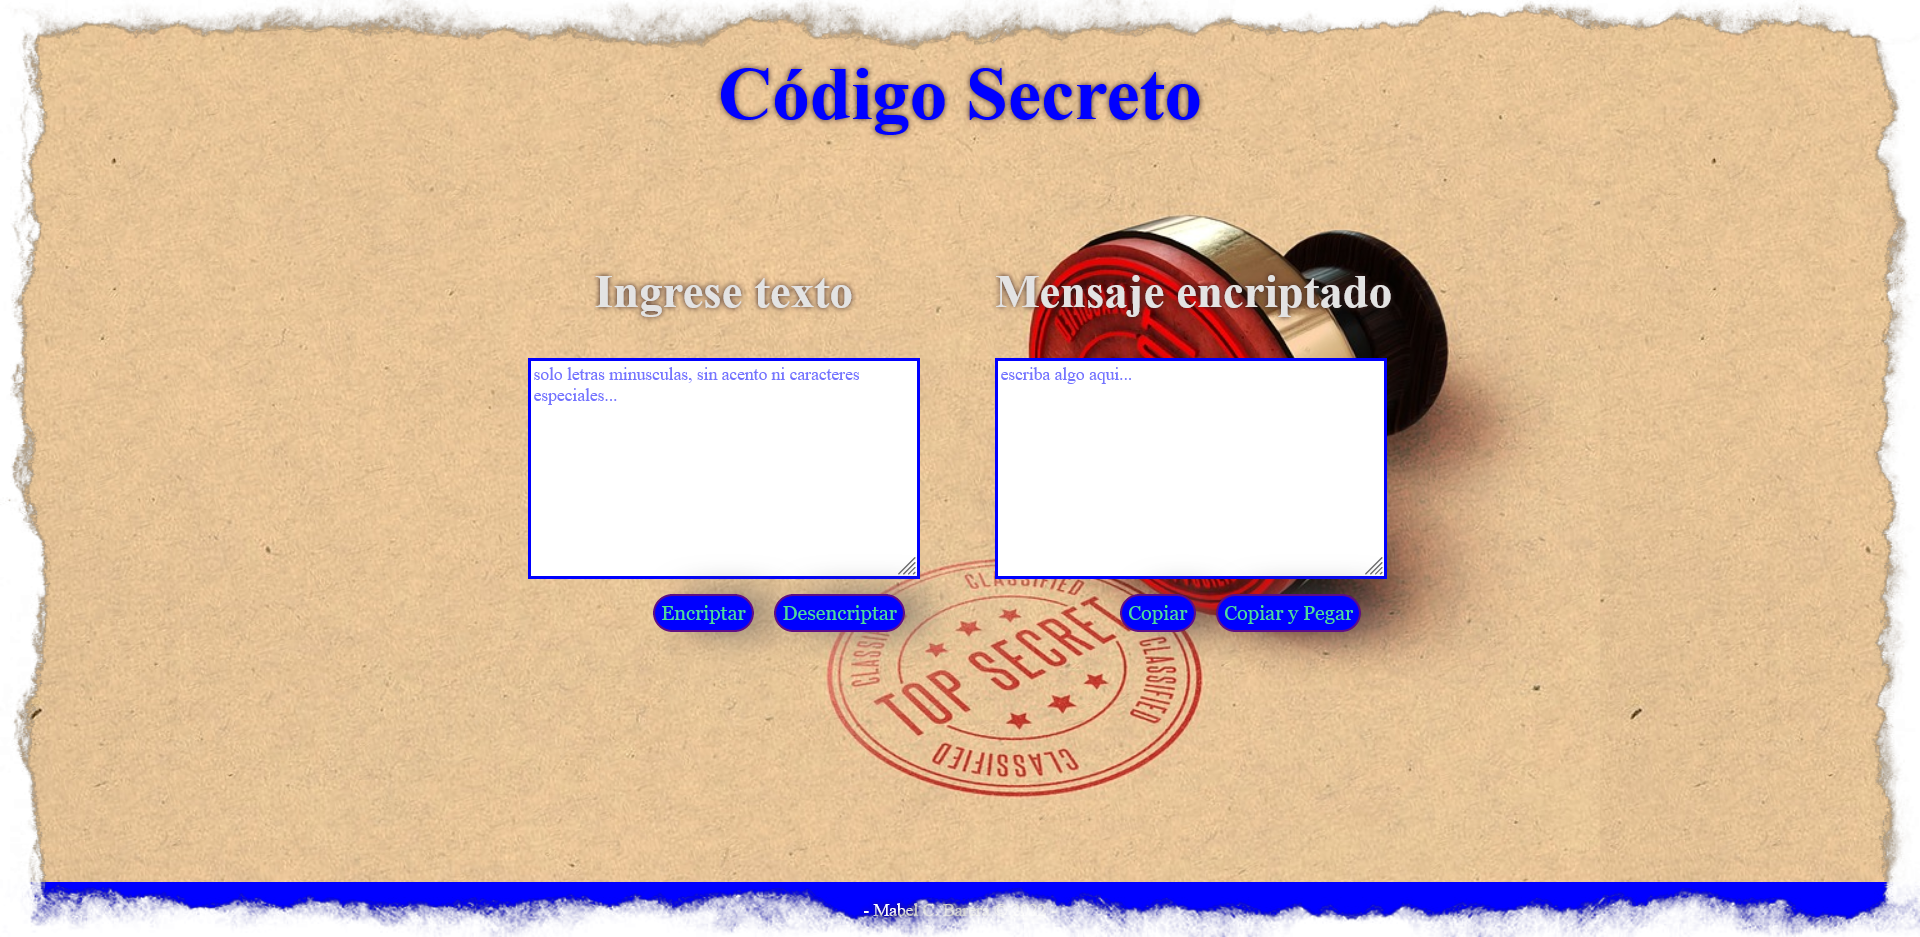 Código Secreto
Ingrese texto
Mensaje encriptado
solo letras minusculas, sin acento ni caracteres
especiales...
escriba algo aqui...
Encriptar
Desencriptar
Copiar
Copiar y Pegar
CLASSIFIED
CLASSIFIED
TOP SECRET
CLASSIFIED
CLASSIFIED
- Mabel C.